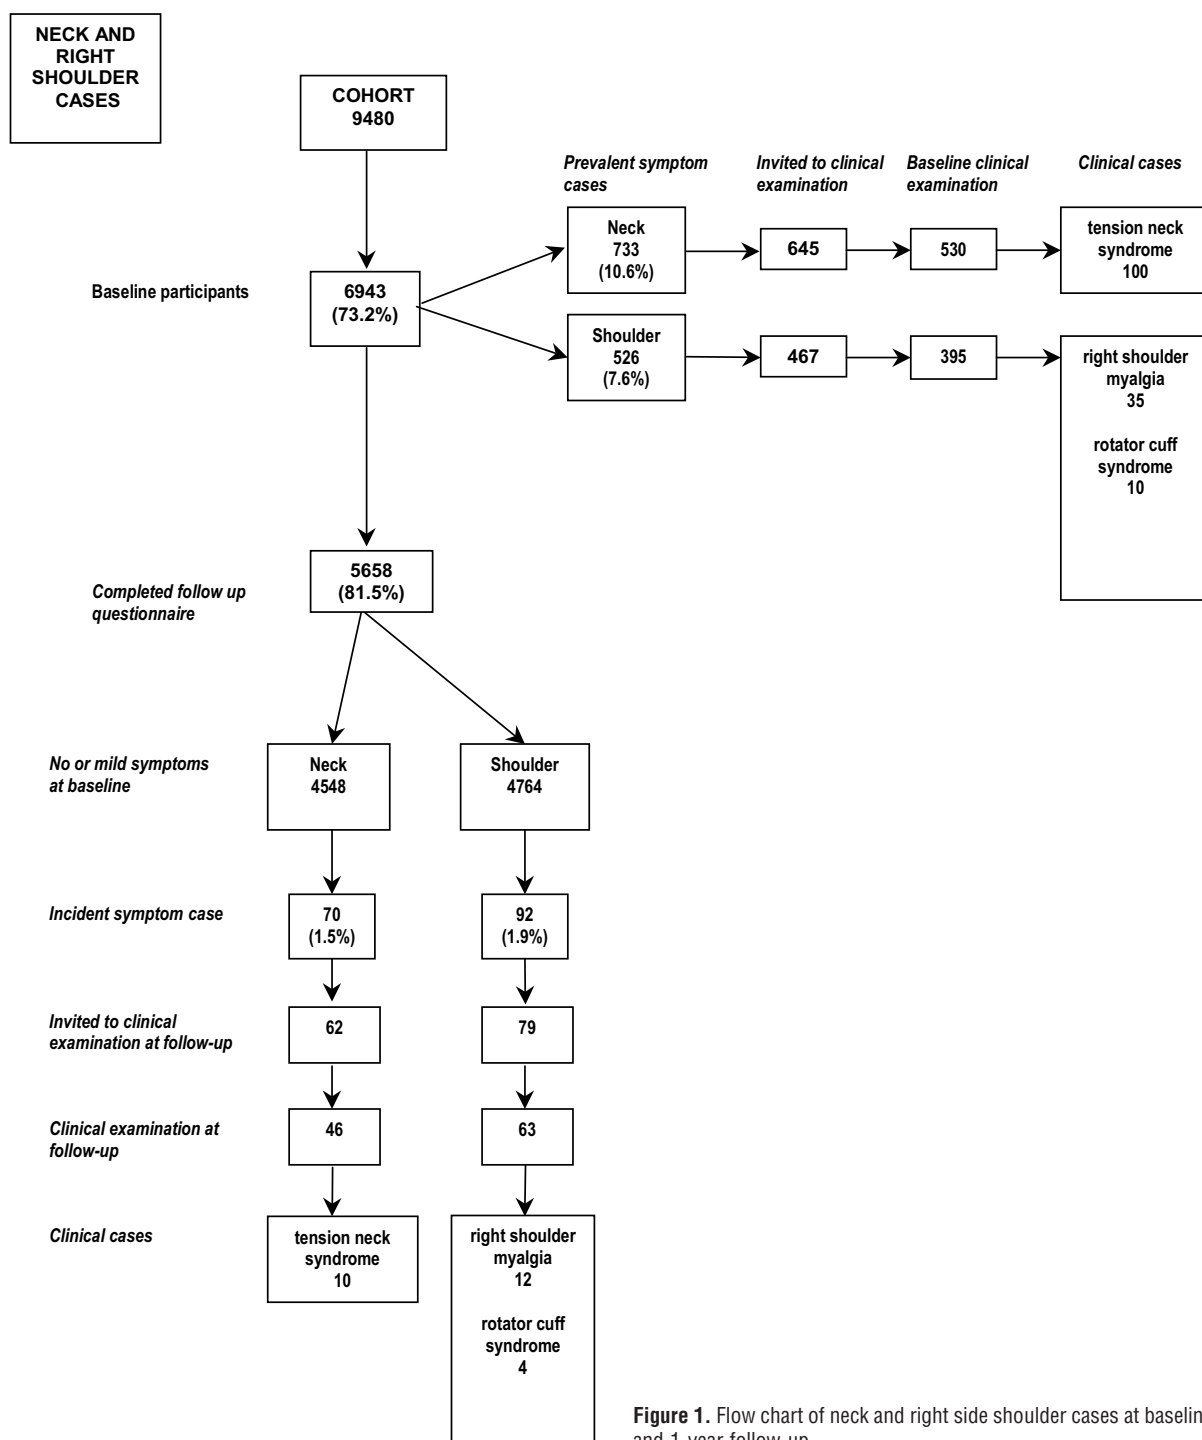 NECK AND
RIGHT
SHOULDER
CASES
COHORT
9480
Prevalent symptom
cases
Invited to clinical
examination
Baseline clinical
examination
Clinical cases
Neck
733
(10.6%)
645
530
tension neck
syndrome
100
Baseline participants
6943
(73.2%)
Shoulder
526
(7.6%)
467
395
right shoulder
myalgia
35
rotator cuff
syndrome
10
Completed follow up
questionnaire
5658
(81.5%)
No or mild symptoms
at baseline
Neck
4548
Shoulder
4764
Incident symptom case
70
(1.5%)
92
(1.9%)
Invited to clinical
examination at follow-up
62
79
Clinical examination at
follow-up
46
63
Clinical cases
tension neck
syndrome
10
right shoulder
myalgia
12
rotator cuff
syndrome
4
Figure 1. Flow chart of neck and right side shoulder cases at baselin
and 1-year follow-up